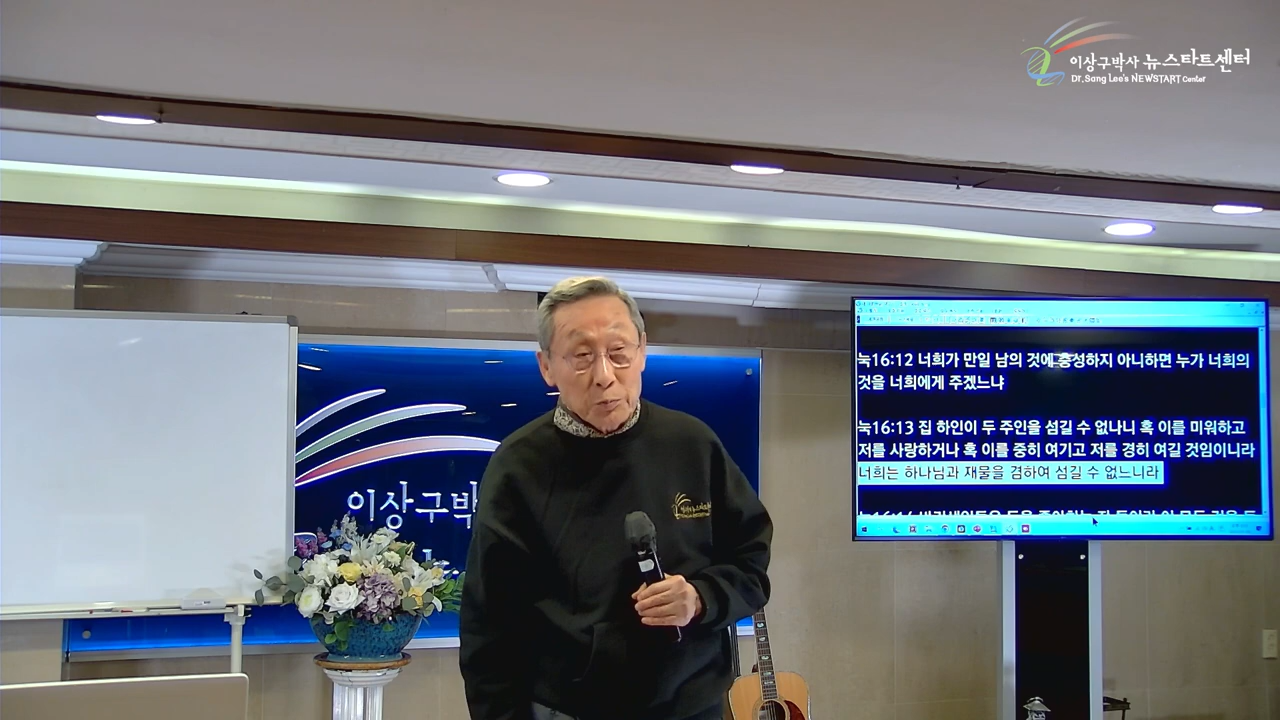 이상구박사 뉴스타트센터
Dr. Sang Lee's NEWSTART Center
눅16:12 너희가 만일 남의 것에 충성하지 아니하면 누가 너희의
것을 너희에게 주겠느냐
눅16:13 집 하인이 두 주인을 섬길 수 없나니 혹 이를 미워하고
저를 사랑하거나 혹 이를 중히 여기고 저를 경히 여길 것임이니라
너희는 하나님과 재물을 겸하여 섬길 수 없느니라
이상구박